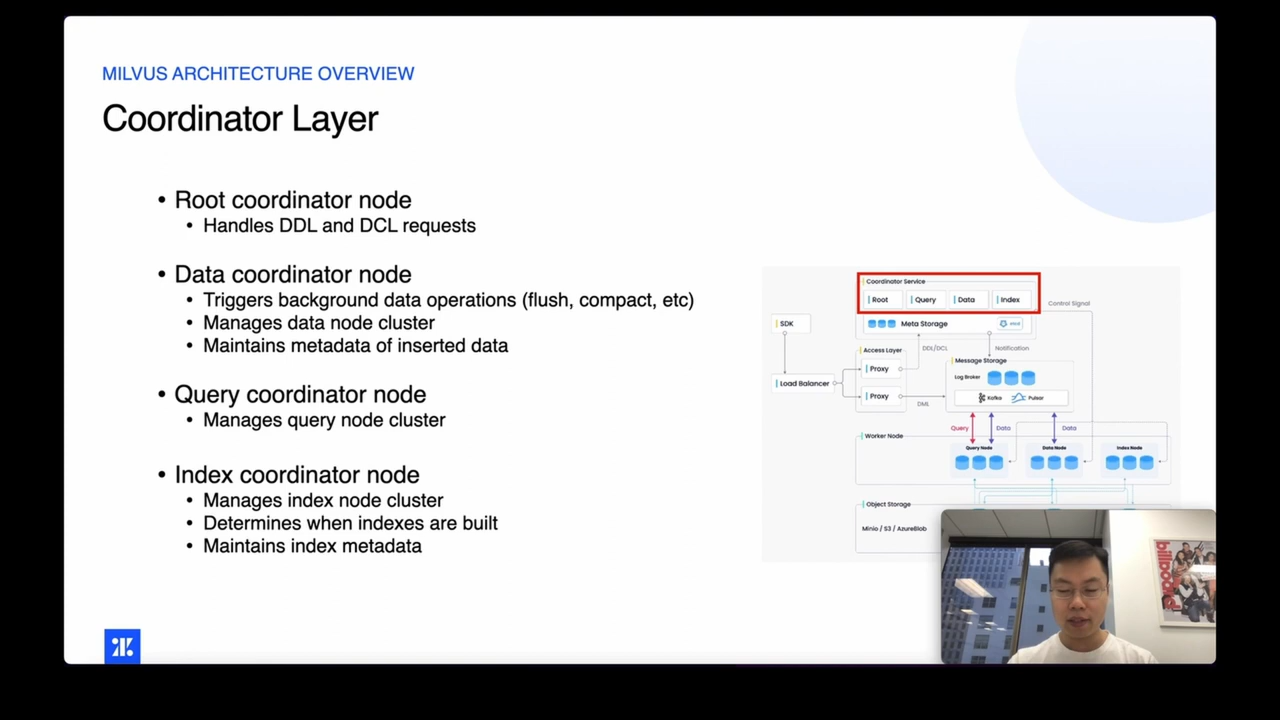 MILVUS ARCHITECTURE OVERVIEW
Coordinator Layer
• Root coordinator node
• Handles DDL and DCL requests
• Data coordinator node
• Triggers background data operations (flush, compact, etc)
• Manages data node cluster
• Maintains metadata of inserted data
• Query coordinator node
• Manages query node cluster
• Index coordinator node
• Manages index node cluster
• Determines when indexes are built
• Maintains index metadata
Coordinator Service
Root
Query
Data
Index
Control Signal
SDK
Meta Storage
etcd
Access Layer
DDL/DCL
Notification
Proxy
Message Storage
Log Broker
Load Balancer
Proxy
Kafka
Pulsar
DML
Query
Data
Data
Worker Node
Query Node
Data Node
Index Node
Object Storage
Minio / S3 / AzureBlob
billboard